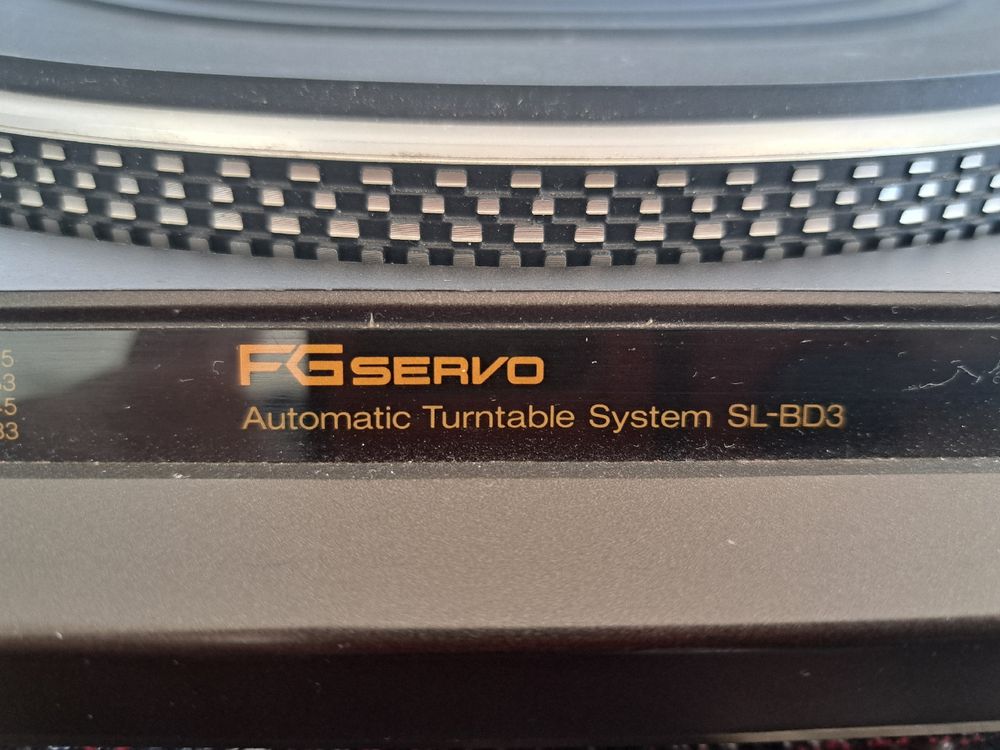 FG SERVO
Automatic Turntable System SL-BD3